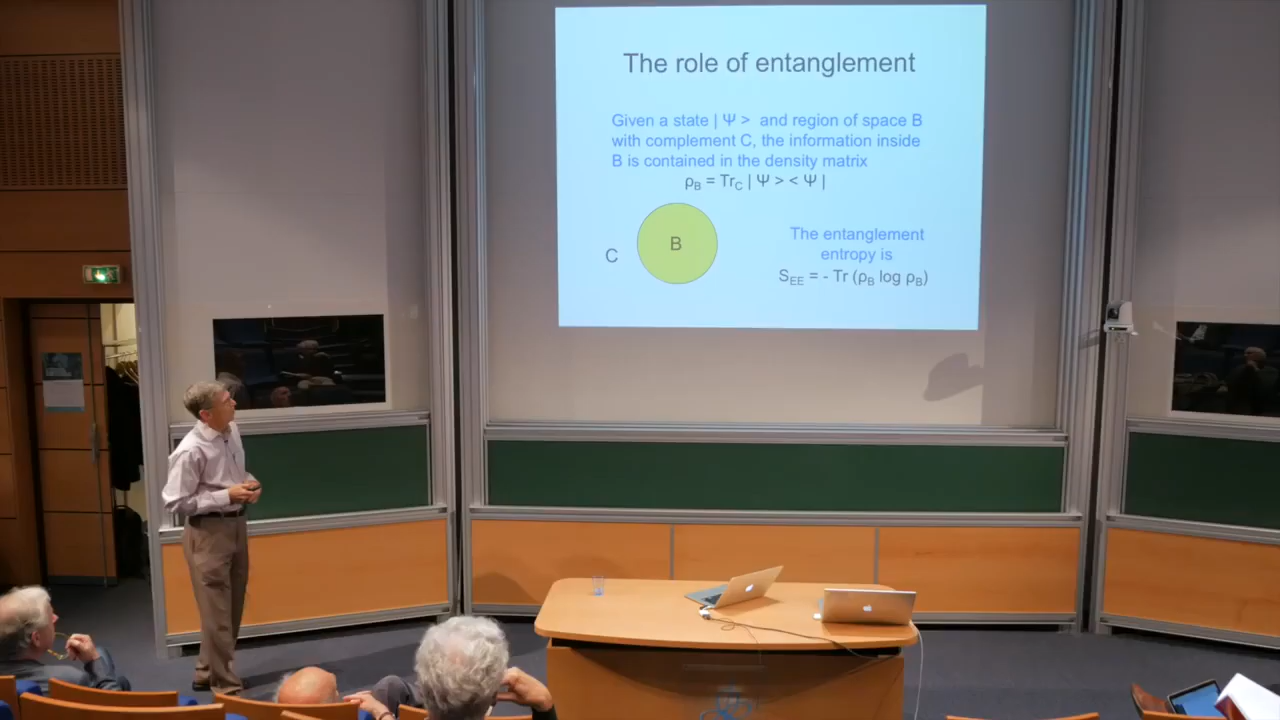 The role of entanglement
Given a state | Ψ > and region of space B
with complement C, the information inside
B is contained in the density matrix
ρB = TrC | Ψ > < Ψ |
C
B
The entanglement
entropy is
SEE = - Tr (ρB log ρB)